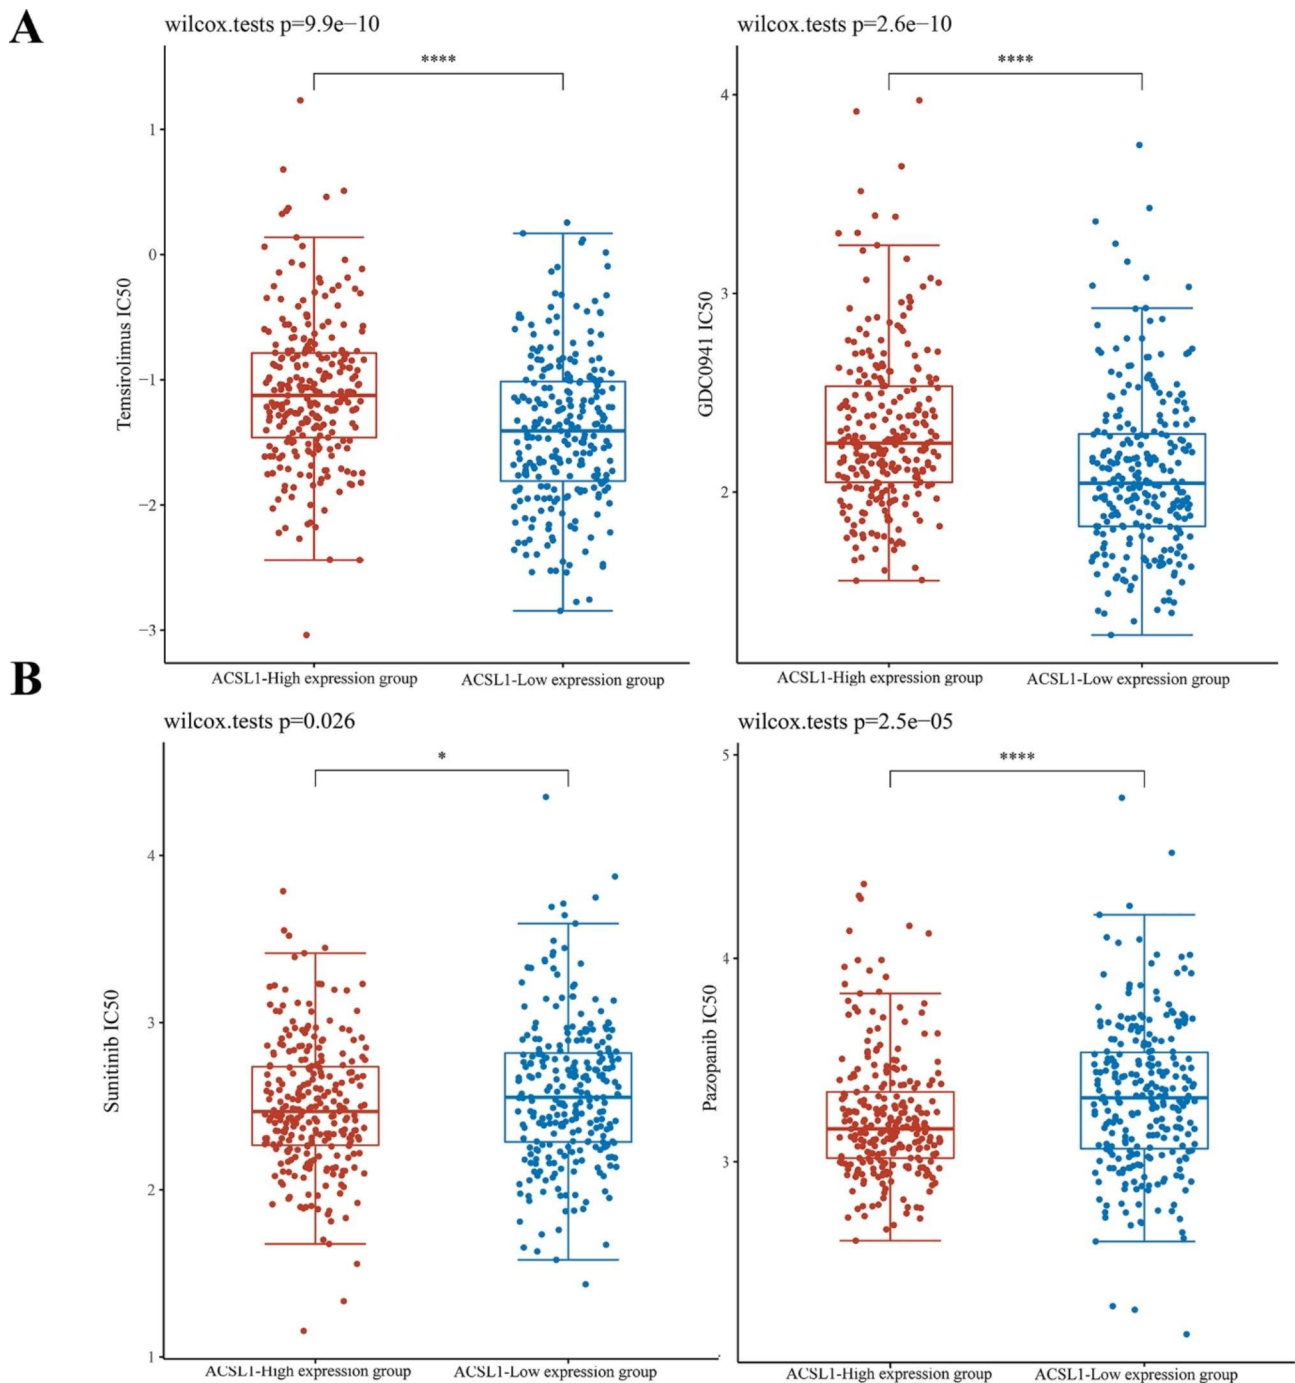 A
wilcox.tests p=9.9e−10
****
Temsirolimus IC50
1
0
−1
−2
−3
ACSL1-High expression group
ACSL1-Low expression group
wilcox.tests p=2.6e−10
****
GDC0941 IC50
4
3
2
ACSL1-High expression group
ACSL1-Low expression group
B
wilcox.tests p=0.026
*
Sunitinib IC50
4
3
2
1
ACSL1-High expression group
ACSL1-Low expression group
wilcox.tests p=2.5e−05
****
Pazopanib IC50
5
4
3
ACSL1-High expression group
ACSL1-Low expression group